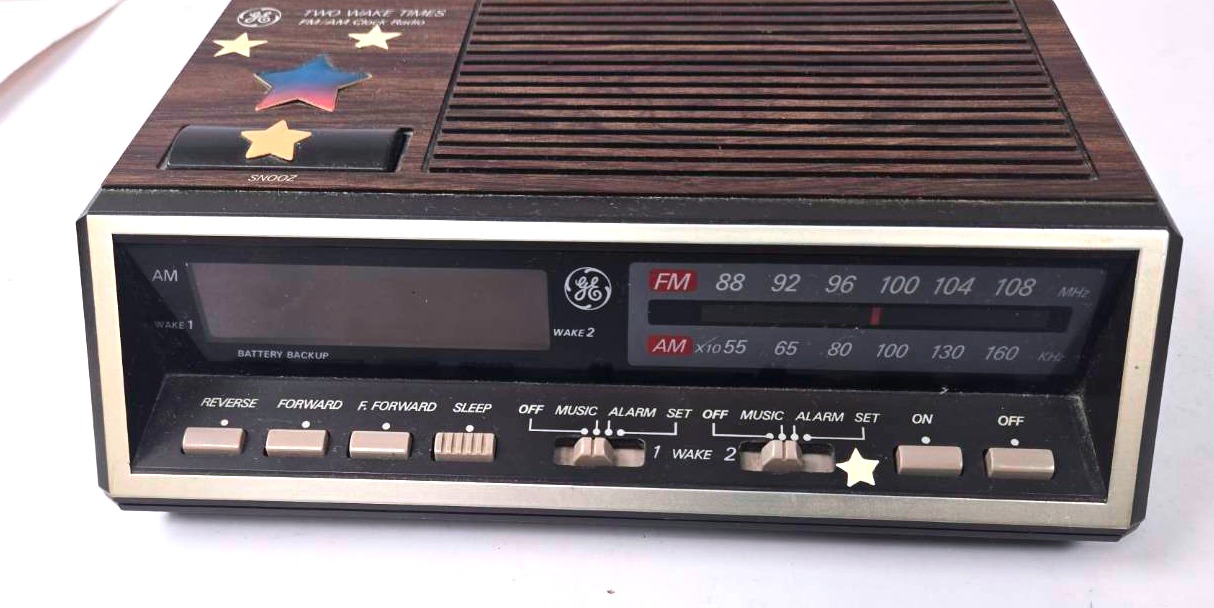 GE TWO WAKE TIMES
FM/AM Clock Radio
SNOOZ
AM
WAKE 1
BATTERY BACKUP
GE
WAKE 2
FM 88 92 96 100 104 108 MHz
AM X10 55 65 80 100 130 160 KHz
REVERSE FORWARD F. FORWARD SLEEP OFF MUSIC ALARM SET OFF MUSIC ALARM SET ON OFF
1 WAKE 2